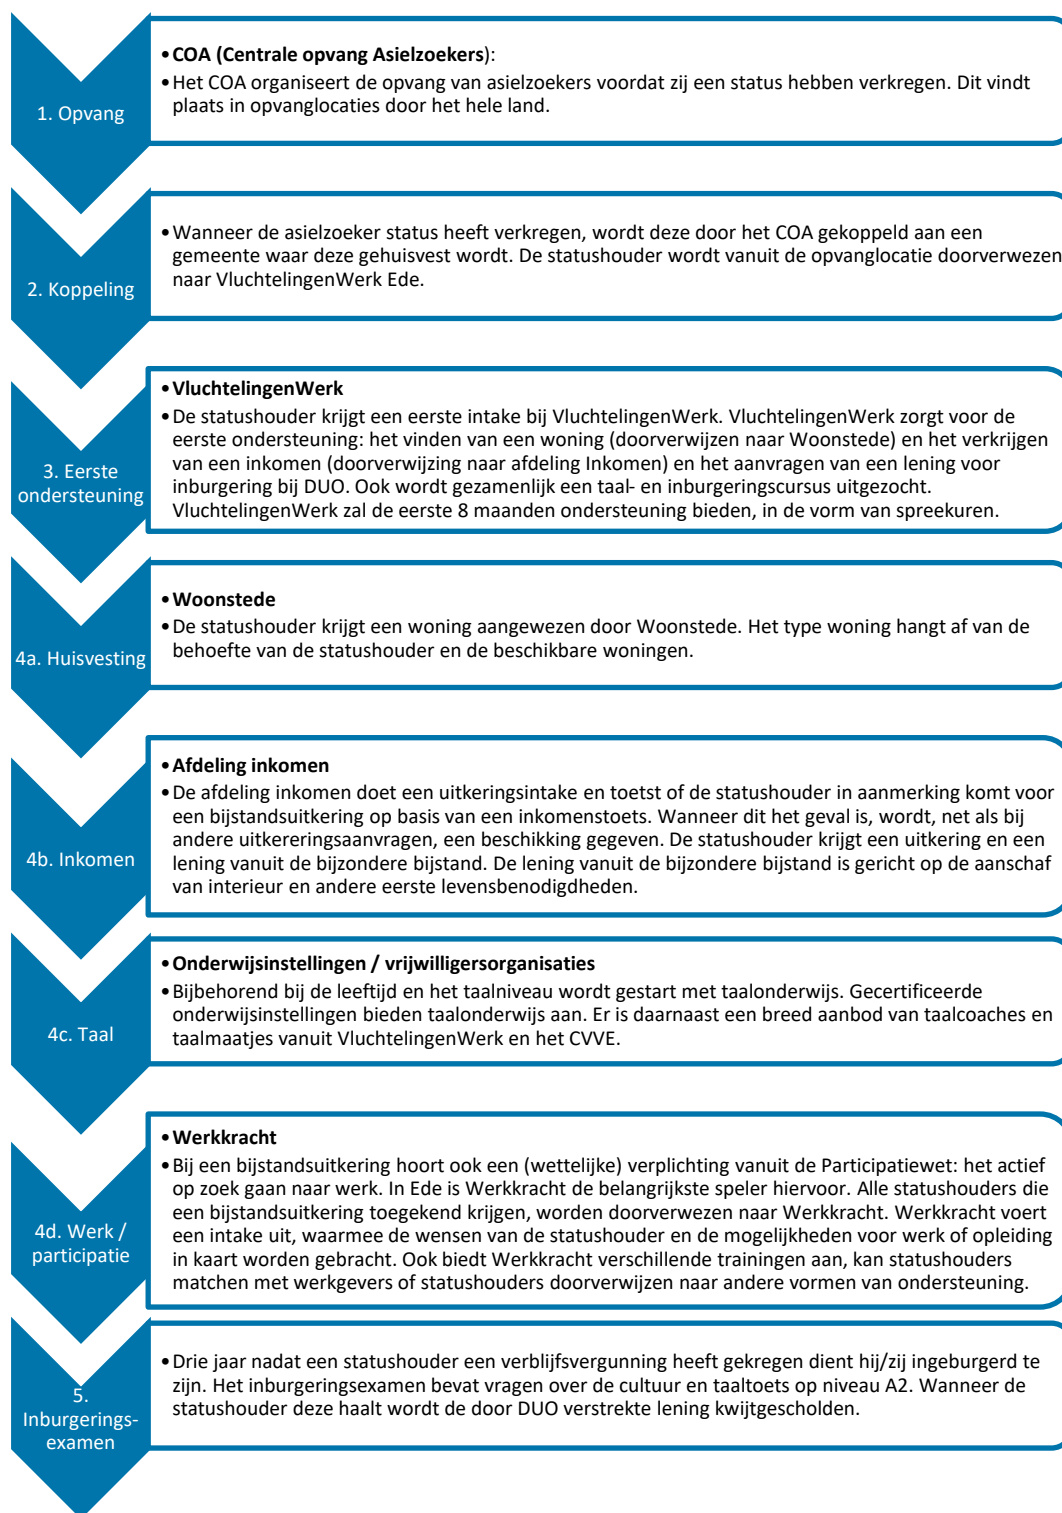 1. Opvang
•COA (Centrale opvang Asielzoekers):
•Het COA organiseert de opvang van asielzoekers voordat zij een status hebben verkregen. Dit vindt
plaats in opvanglocaties door het hele land.
2. Koppeling
•Wanneer de asielzoeker status heeft verkregen, wordt deze door het COA gekoppeld aan een
gemeente waar deze gehuisvest wordt. De statushouder wordt vanuit de opvanglocatie doorverwezen
naar VluchtelingenWerk Ede.
3. Eerste
ondersteuning
•VluchtelingenWerk
•De statushouder krijgt een eerste intake bij VluchtelingenWerk. VluchtelingenWerk zorgt voor de
eerste ondersteuning: het vinden van een woning (doorverwijzen naar Woonstede) en het verkrijgen
van een inkomen (doorverwijzing naar afdeling Inkomen) en het aanvragen van een lening voor
inburgering bij DUO. Ook wordt gezamenlijk een taal- en inburgeringscursus uitgezocht.
VluchtelingenWerk zal de eerste 8 maanden ondersteuning bieden, in de vorm van spreekuren.
4a. Huisvesting
•Woonstede
•De statushouder krijgt een woning aangewezen door Woonstede. Het type woning hangt af van de
behoefte van de statushouder en de beschikbare woningen.
4b. Inkomen
•Afdeling inkomen
•De afdeling inkomen doet een uitkeringsintake en toetst of de statushouder in aanmerking komt voor
een bijstandsuitkering op basis van een inkomenstoets. Wanneer dit het geval is, wordt, net als bij
andere uitkereringsaanvragen, een beschikking gegeven. De statushouder krijgt een uitkering en een
lening vanuit de bijzondere bijstand. De lening vanuit de bijzondere bijstand is gericht op de aanschaf
van interieur en andere eerste levensbenodigdheden.
4c. Taal
•Onderwijsinstellingen / vrijwilligersorganisaties
•Bijbehorend bij de leeftijd en het taalniveau wordt gestart met taalonderwijs. Gecertificeerde
onderwijsinstellingen bieden taalonderwijs aan. Er is daarnaast een breed aanbod van taalcoaches en
taalmaatjes vanuit VluchtelingenWerk en het CVVE.
4d. Werk /
participatie
•Werkkracht
•Bij een bijstandsuitkering hoort ook een (wettelijke) verplichting vanuit de Participatiewet: het actief
op zoek gaan naar werk. In Ede is Werkkracht de belangrijkste speler hiervoor. Alle statushouders die
een bijstandsuitkering toegekend krijgen, worden doorverwezen naar Werkkracht. Werkkracht voert
een intake uit, waarmee de wensen van de statushouder en de mogelijkheden voor werk of opleiding
in kaart worden gebracht. Ook biedt Werkkracht verschillende trainingen aan, kan statushouders
matchen met werkgevers of statushouders doorverwijzen naar andere vormen van ondersteuning.
5.
Inburgerings-
examen
•Drie jaar nadat een statushouder een verblijfsvergunning heeft gekregen dient hij/zij ingeburgerd te
zijn. Het inburgeringsexamen bevat vragen over de cultuur en taaltoets op niveau A2. Wanneer de
statushouder deze haalt wordt de door DUO verstrekte lening kwijtgescholden.